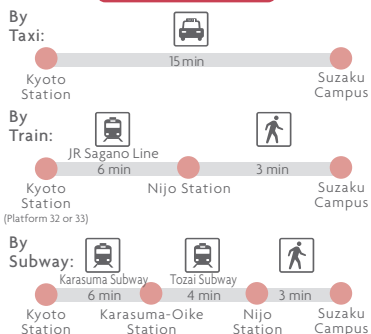 By
Taxi:
15 min
Kyoto
Station
Suzaku
Campus
By
Train:
JR Sagano Line
6 min
3 min
Kyoto
Station
(Platform 32 or 33)
Nijo Station
Suzaku
Campus
By
Subway:
Karasuma Subway
Tozai Subway
6 min
4 min
3 min
Kyoto
Station
Karasuma-Oike
Station
Nijo
Station
Suzaku
Campus